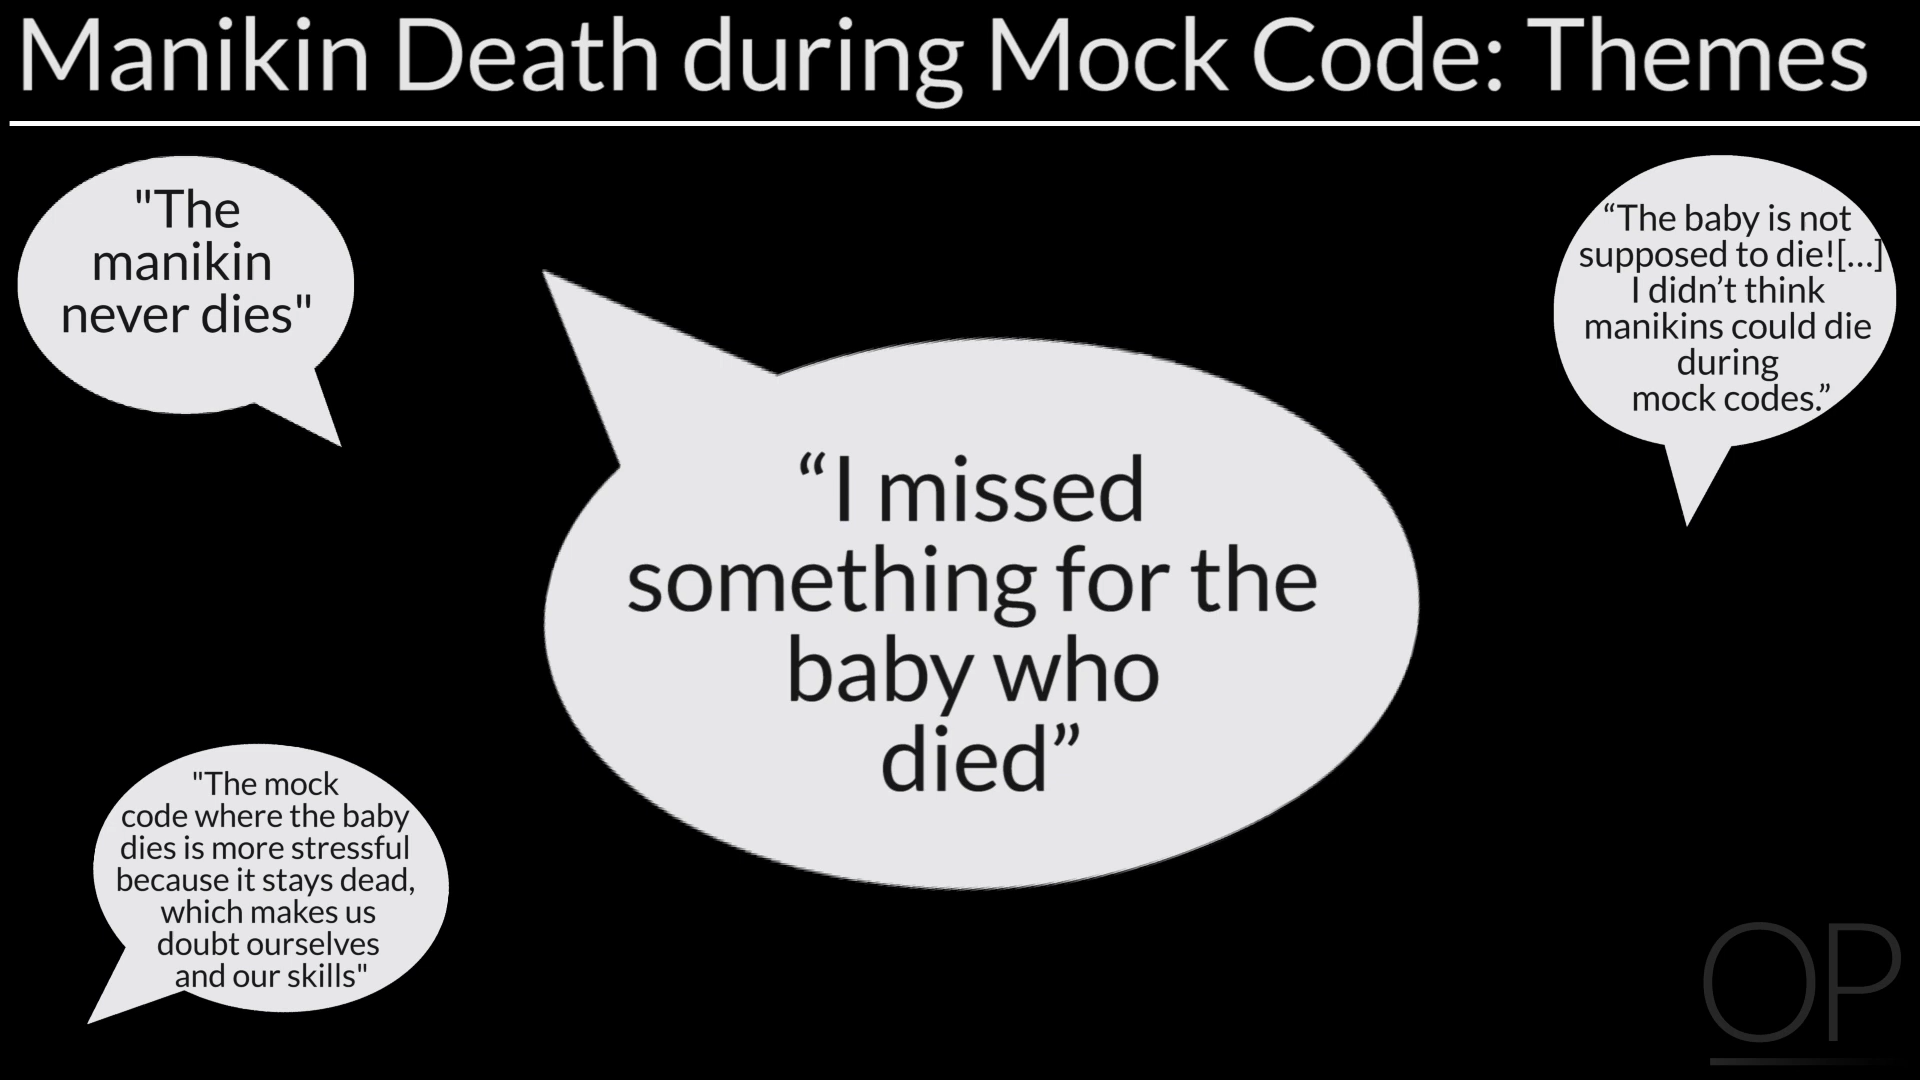 Manikin Death during Mock Code: Themes
"The
manikin
never dies"
“The baby is not
supposed to die![...]
I didn’t think
manikins could die
during
mock codes.”
“I missed
something for the
baby who
died”
"The mock
code where the baby
dies is more stressful
because it stays dead,
which makes us
doubt ourselves
and our skills"
OP